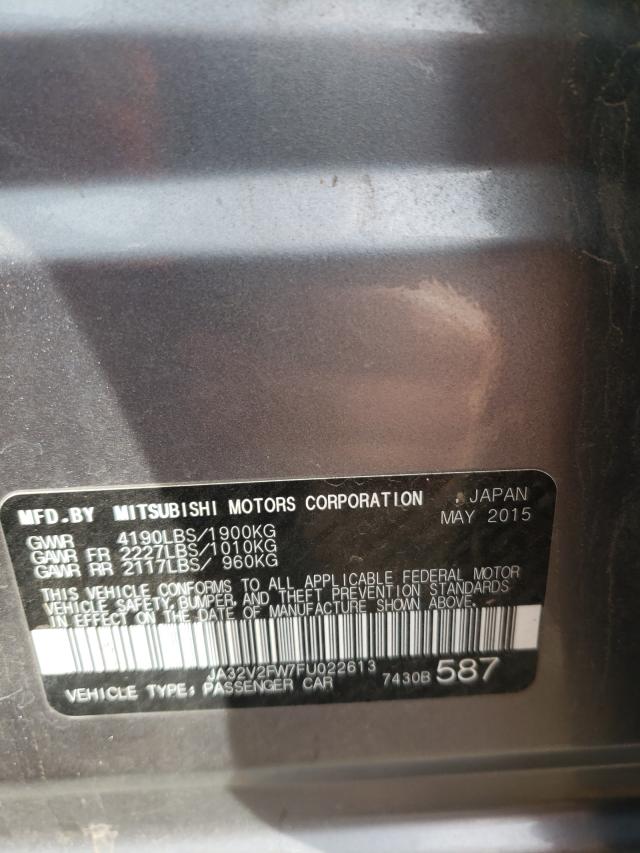 MFD.BY MITSUBISHI MOTORS CORPORATION , JAPAN
MAY 2015
GVWR 4190LBS/1900KG
GAWR FR 2227LBS/1010KG
GAWR RR 2117LBS/ 960KG
THIS VEHICLE CONFORMS TO ALL APPLICABLE FEDERAL MOTOR
VEHICLE SAFETY, BUMPER, AND THEFT PREVENTION STANDARDS
IN EFFECT ON THE DATE OF MANUFACTURE SHOWN ABOVE.
JA32V2FW7FU022613
VEHICLE TYPE: PASSENGER CAR 7430B 587